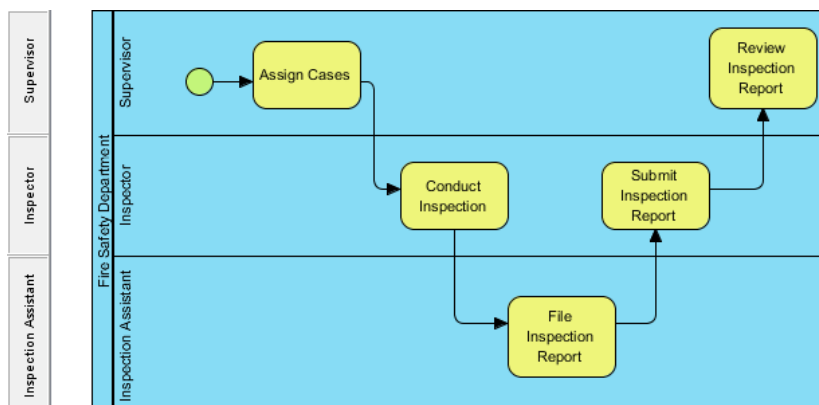 Supervisor
Inspector
Inspection Assistant
Fire Safety Department
Supervisor
Inspector
Inspection Assistant
Assign Cases
Conduct
Inspection
File
Inspection
Report
Submit
Inspection
Report
Review
Inspection
Report